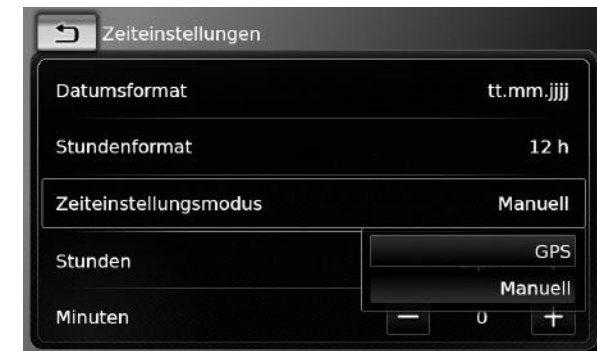 Zeiteinstellungen
Datumsformat tt.mm.jjjj
Stundenformat 12 h
Zeiteinstellungsmodus Manuell
GPS
Stunden
Manuell
Minuten — 0 +